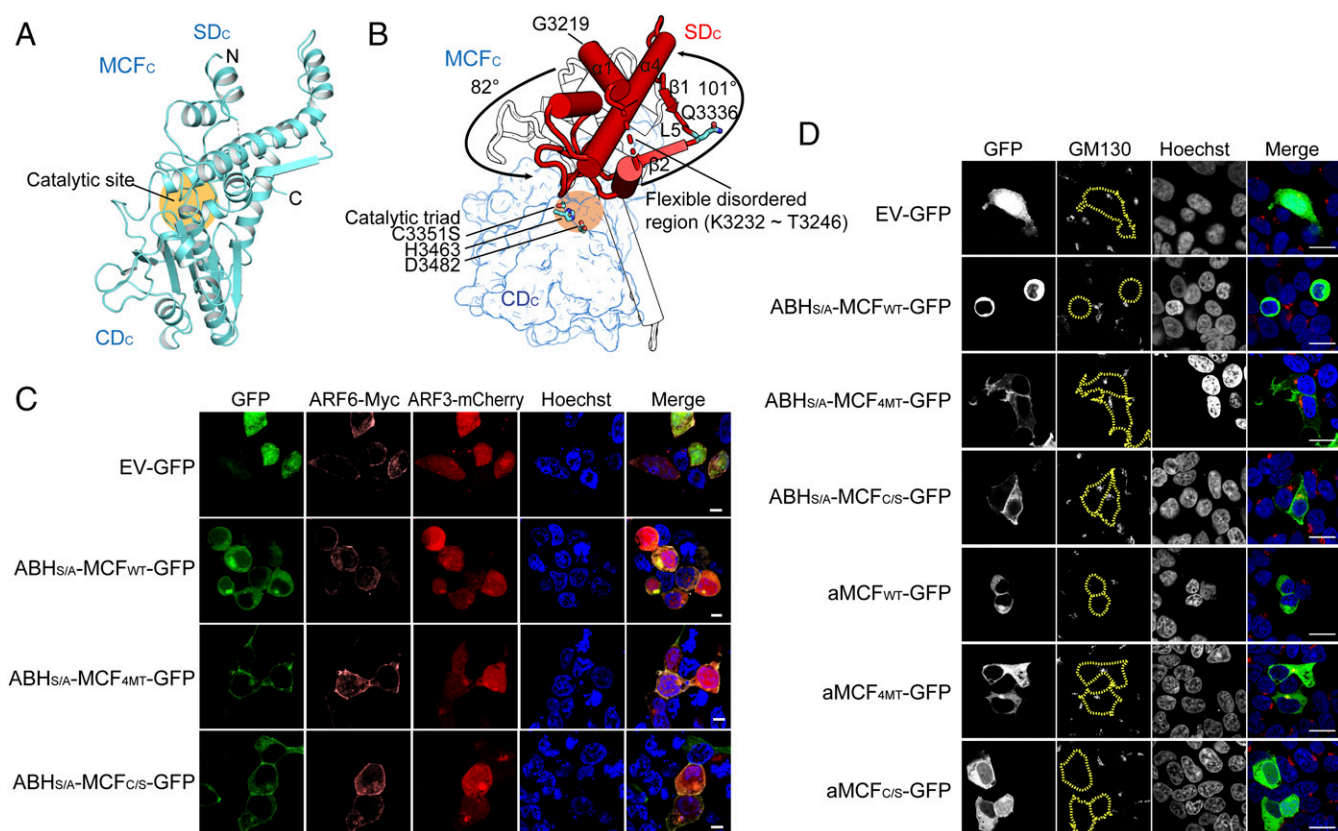 A
SDC
N
MCFC
Catalytic site
C
CDC
B
G3219
SDC
MCFC
α1
α4
82°
β1
101°
Q3336
L5
β2
Flexible disordered
region (K3232 ~ T3246)
Catalytic triad
C3351S
H3463
D3482
CDC
C
GFP ARF6-Myc ARF3-mCherry Hoechst Merge
EV-GFP
ABHS/A-MCFWT-GFP
ABHS/A-MCF4MT-GFP
ABHS/A-MCFC/S-GFP
D
GFP GM130 Hoechst Merge
EV-GFP
ABHS/A-MCFWT-GFP
ABHS/A-MCF4MT-GFP
ABHS/A-MCFC/S-GFP
aMCFWT-GFP
aMCF4MT-GFP
aMCFC/S-GFP